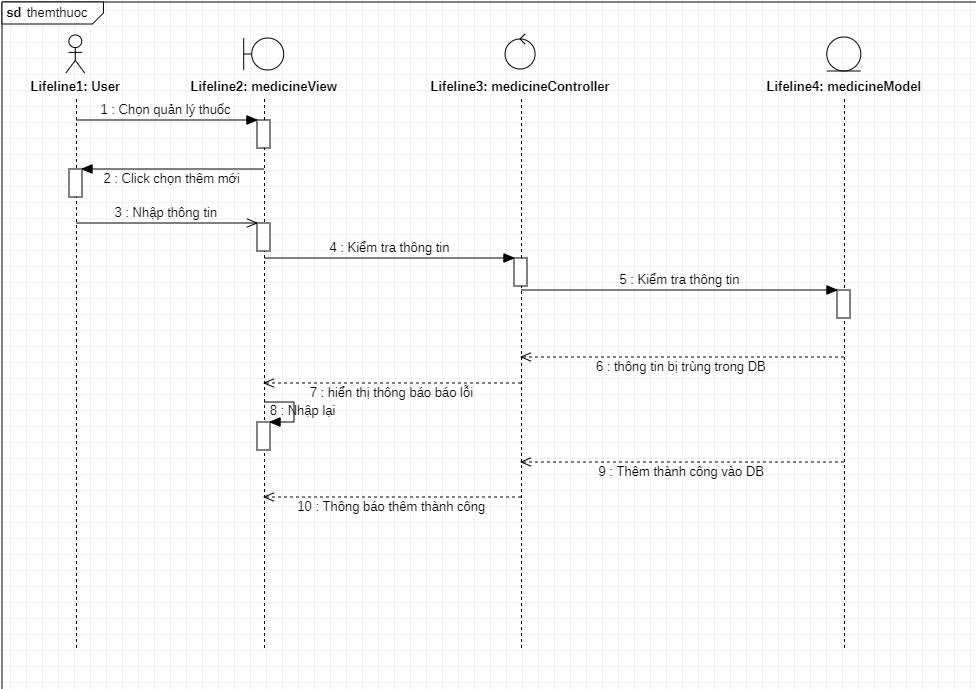 sd themthuoc
Lifeline1: User
Lifeline2: medicineView
Lifeline3: medicineController
Lifeline4: medicineModel
1 : Chọn quản lý thuốc
2 : Click chọn thêm mới
3 : Nhập thông tin
4 : Kiểm tra thông tin
5 : Kiểm tra thông tin
6 : thông tin bị trùng trong DB
7 : hiển thị thông báo báo lỗi
8 : Nhập lại
9 : Thêm thành công vào DB
10 : Thông báo thêm thành công